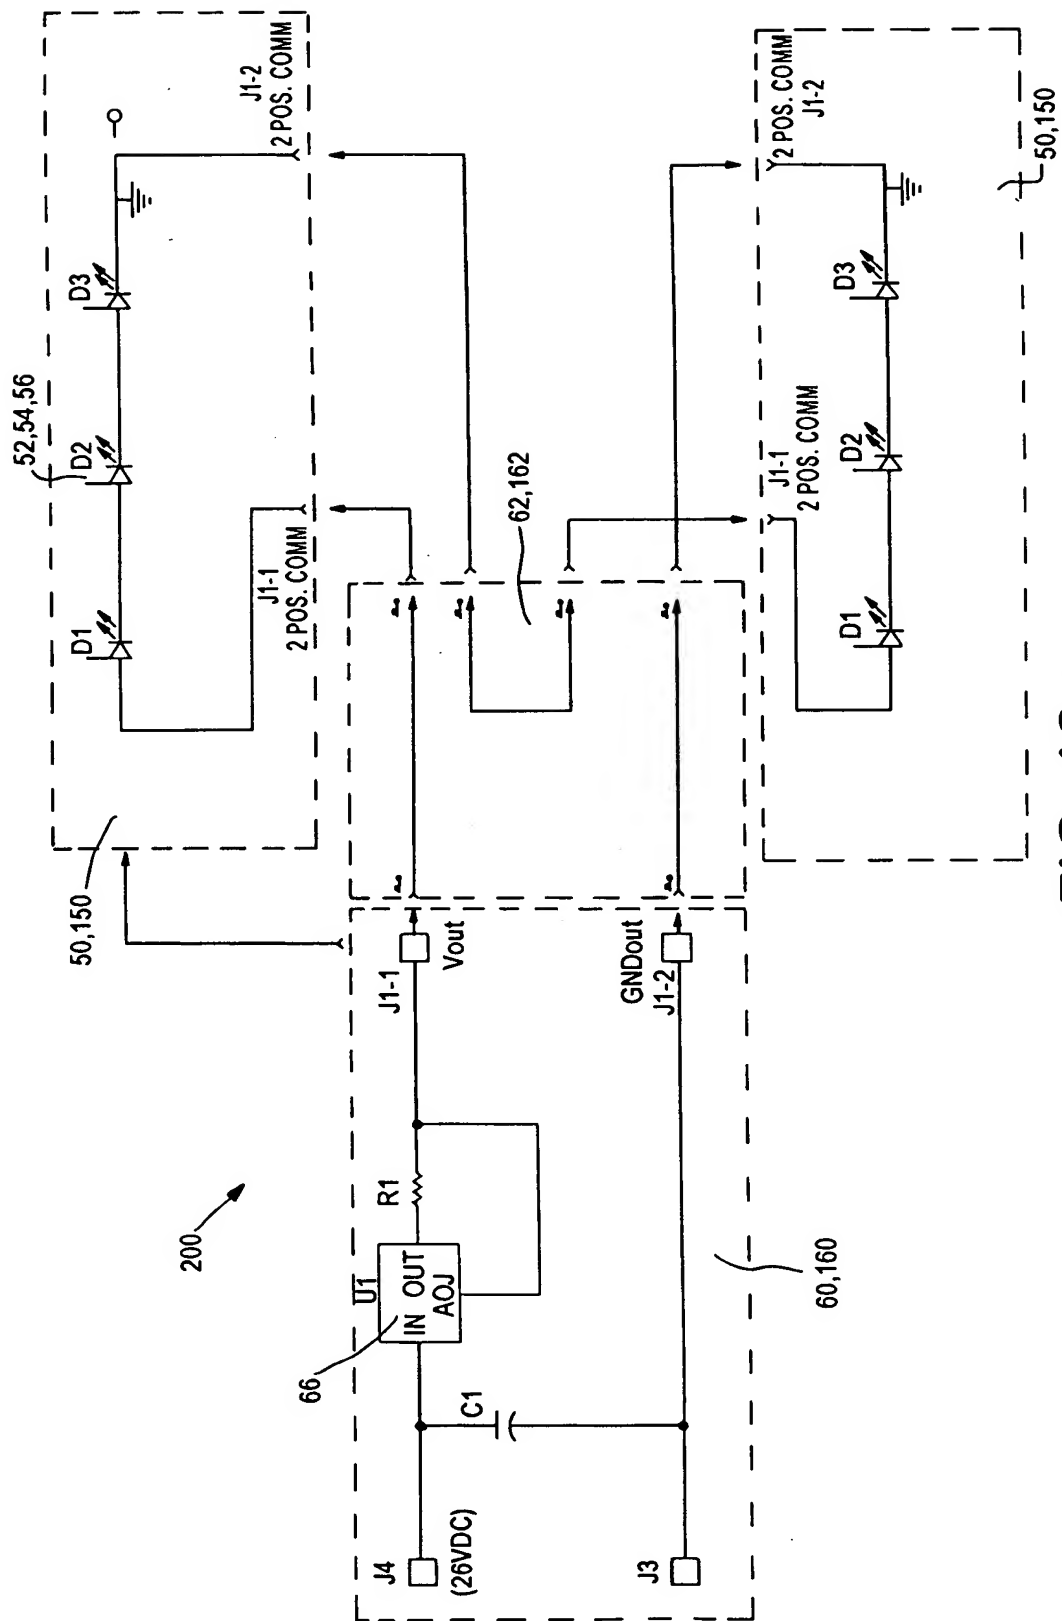 200
J4
(26VDC)
J3
C1
66
U1
IN OUT
AOJ
R1
J1-1
Vout
GNDout
J1-2
60,160
62,162
50,150
52,54,56
D1
D2
D3
J1-1
2 POS. COMM
J1-2
2 POS. COMM
J1-1
2 POS. COMM
2 POS. COMM
J1-2
D1
D2
D3
50,150